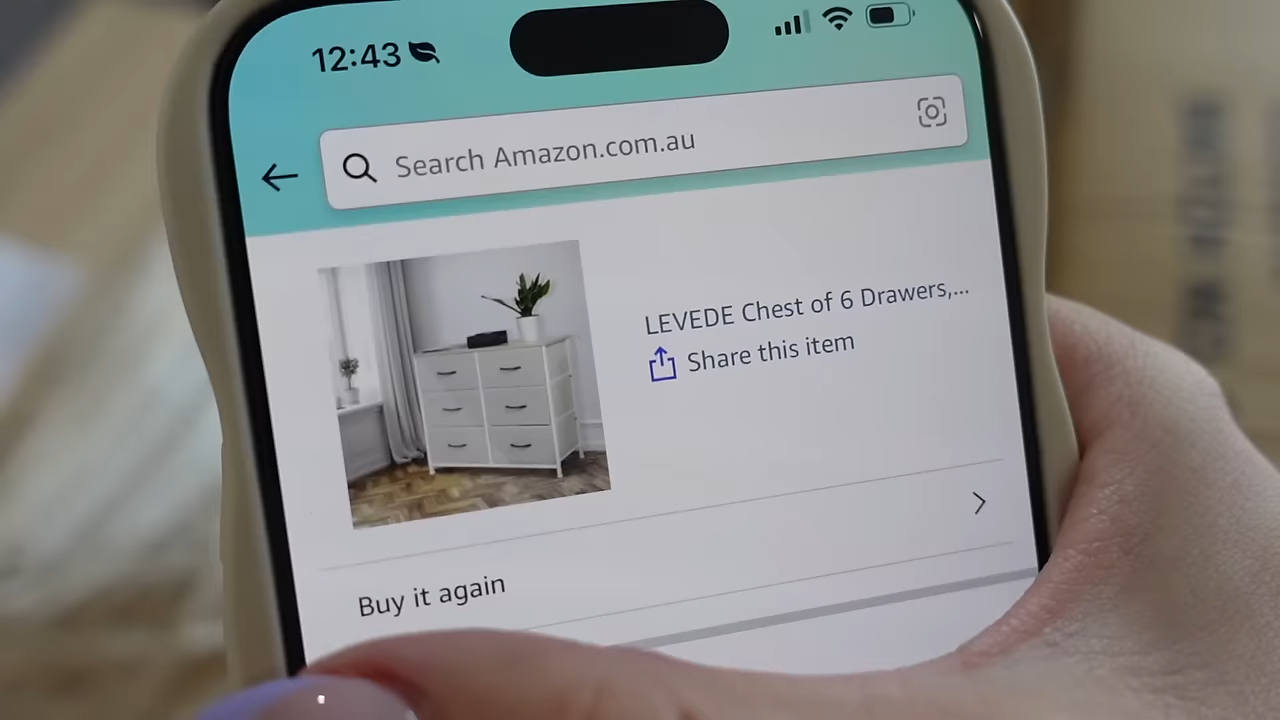 12:43
Search Amazon.com.au
LEVEDE Chest of 6 Drawers,...
Share this item
Buy it again